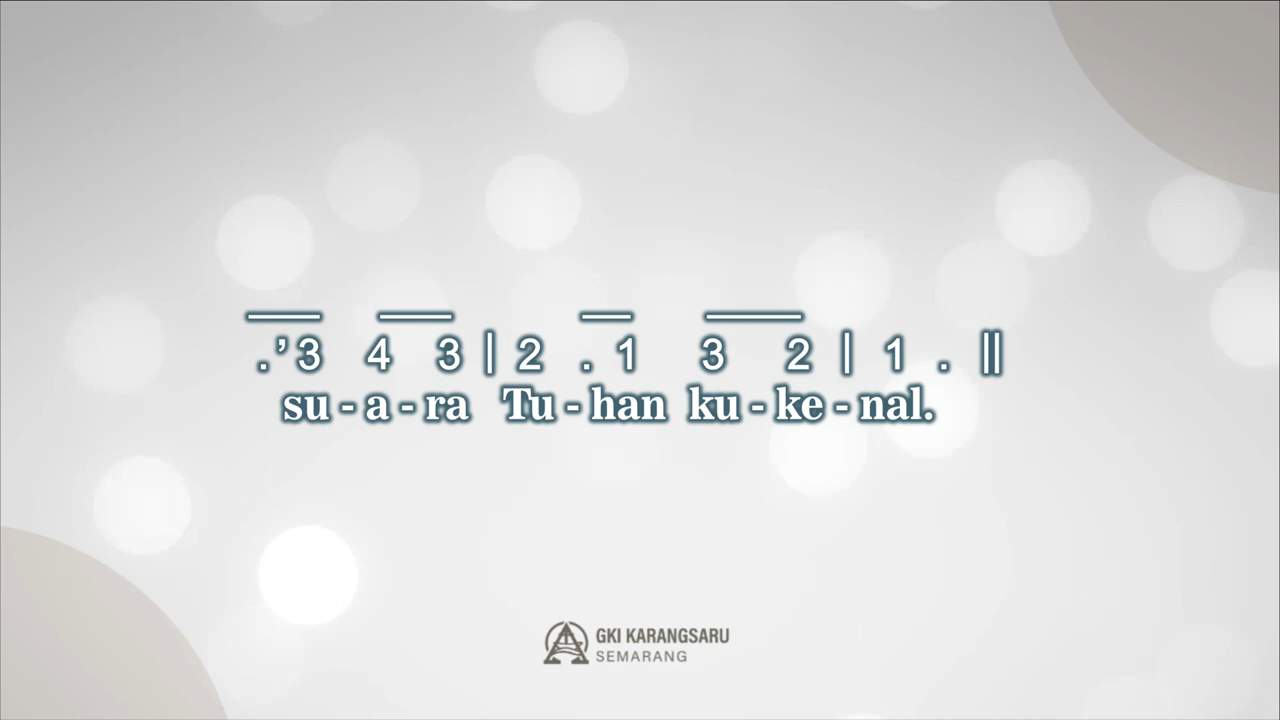 .’3 4 3 | 2 . 1 3 2 | 1 . ||
su - a - ra Tu - han ku - ke - nal.
GKI KARANGSARU
SEMARANG